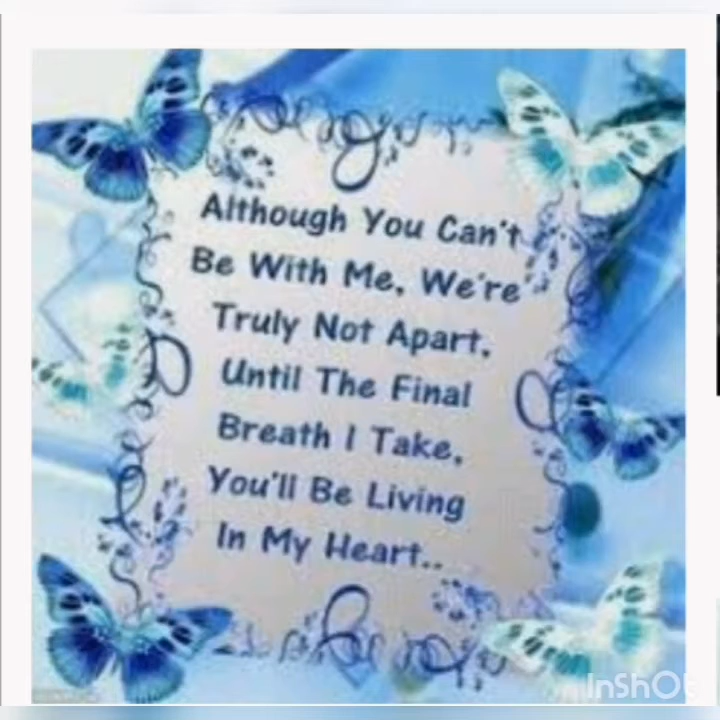 Although You Can't
Be With Me, We're
Truly Not Apart,
Until The Final
Breath I Take,
You'll Be Living
In My Heart..
InShOt